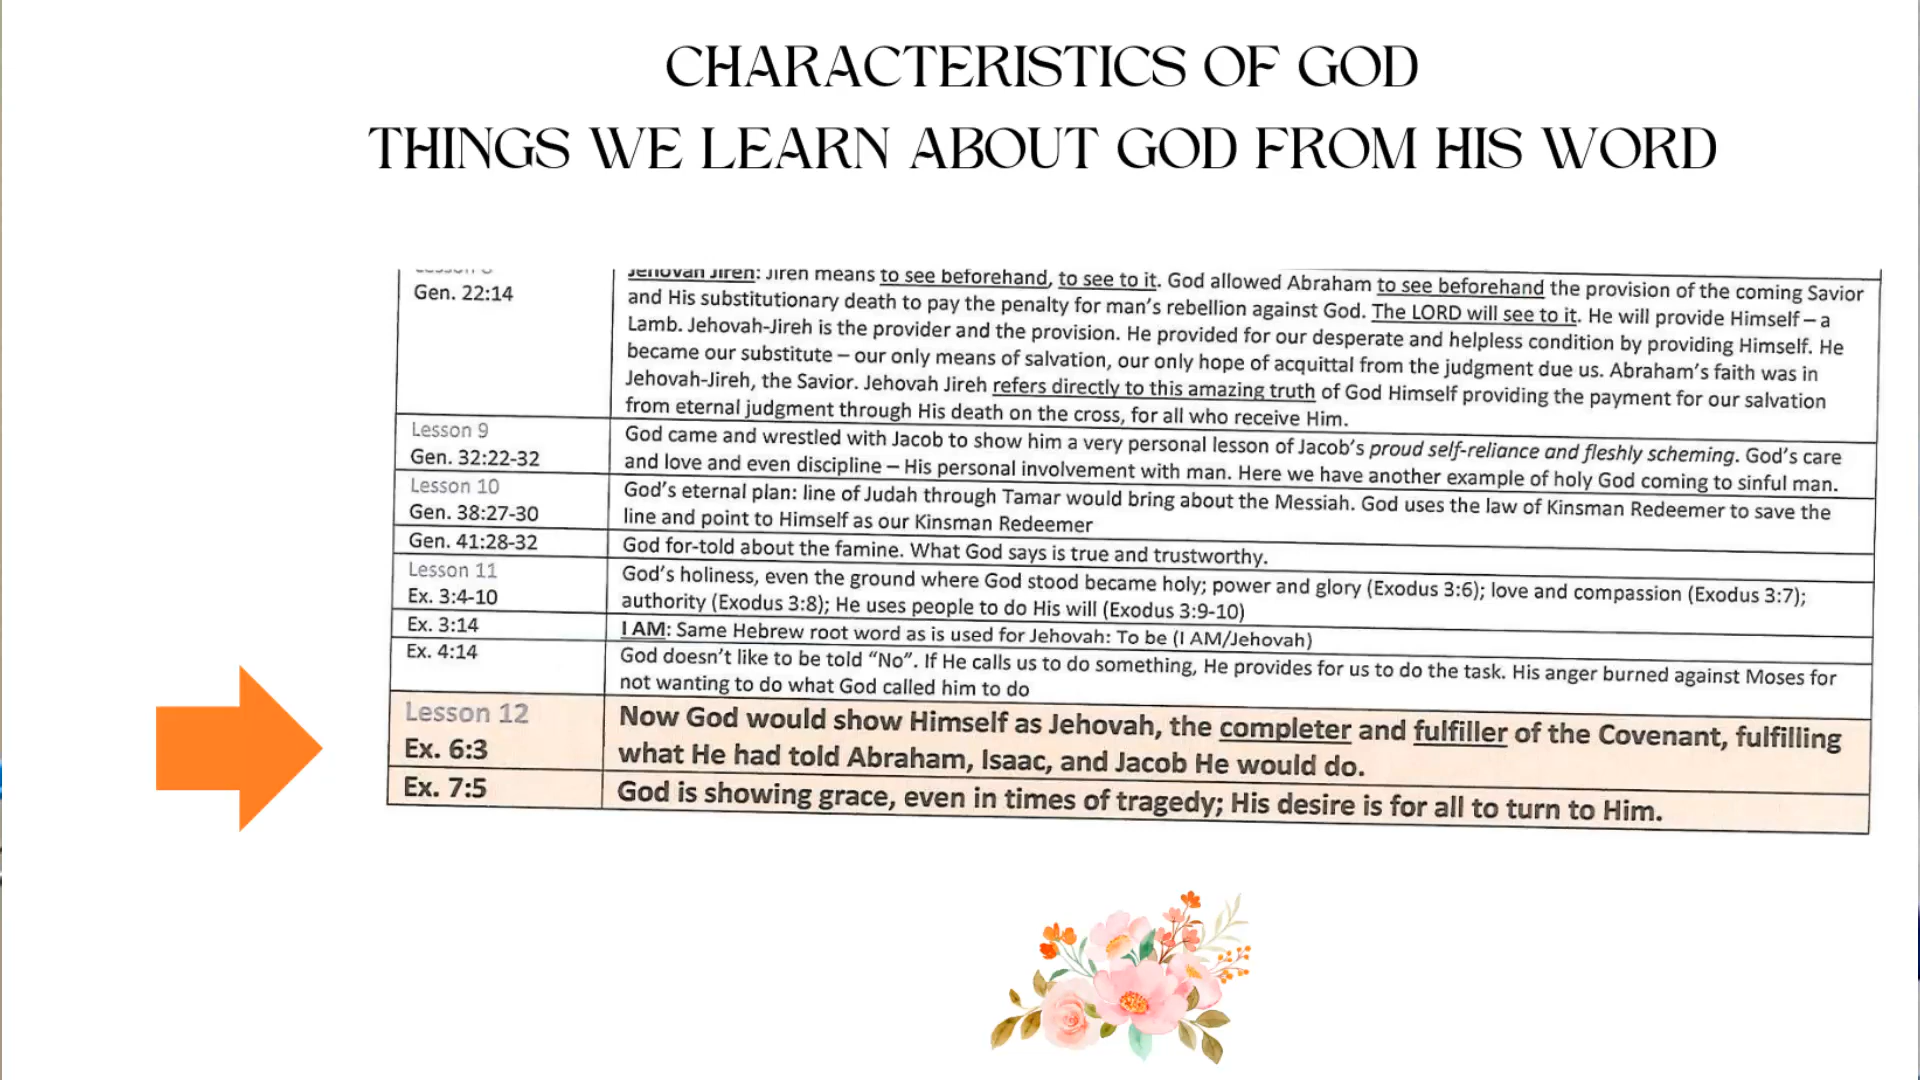 CHARACTERISTICS OF GOD
THINGS WE LEARN ABOUT GOD FROM HIS WORD
Jehovah Jireh: Jireh means to see beforehand, to see to it. God allowed Abraham to see beforehand the provision of the coming Savior
Gen. 22:14
and His substitutionary death to pay the penalty for man's rebellion against God. The LORD will see to it. He will provide Himself – a
Lamb. Jehovah-Jireh is the provider and the provision. He provided for our desperate and helpless condition by providing Himself. He
became our substitute – our only means of salvation, our only hope of acquittal from the judgment due us. Abraham's faith was in
Jehovah-Jireh, the Savior. Jehovah Jireh refers directly to this amazing truth of God Himself providing the payment for our salvation
from eternal judgment through His death on the cross, for all who receive Him.
Lesson 9
Gen. 32:22-32
God came and wrestled with Jacob to show him a very personal lesson of Jacob's proud self-reliance and fleshly scheming. God's care
and love and even discipline – His personal involvement with man. Here we have another example of holy God coming to sinful man.
Lesson 10
Gen. 38:27-30
God's eternal plan: line of Judah through Tamar would bring about the Messiah. God uses the law of Kinsman Redeemer to save the
line and point to Himself as our Kinsman Redeemer
Gen. 41:28-32
God for-told about the famine. What God says is true and trustworthy.
Lesson 11
Ex. 3:4-10
God's holiness, even the ground where God stood became holy; power and glory (Exodus 3:6); love and compassion (Exodus 3:7);
authority (Exodus 3:8); He uses people to do His will (Exodus 3:9-10)
Ex. 3:14
I AM: Same Hebrew root word as is used for Jehovah: To be (I AM/Jehovah)
Ex. 4:14
God doesn't like to be told "No". If He calls us to do something, He provides for us to do the task. His anger burned against Moses for
not wanting to do what God called him to do
Lesson 12
Ex. 6:3
Now God would show Himself as Jehovah, the completer and fulfiller of the Covenant, fulfilling
what He had told Abraham, Isaac, and Jacob He would do.
Ex. 7:5
God is showing grace, even in times of tragedy; His desire is for all to turn to Him.